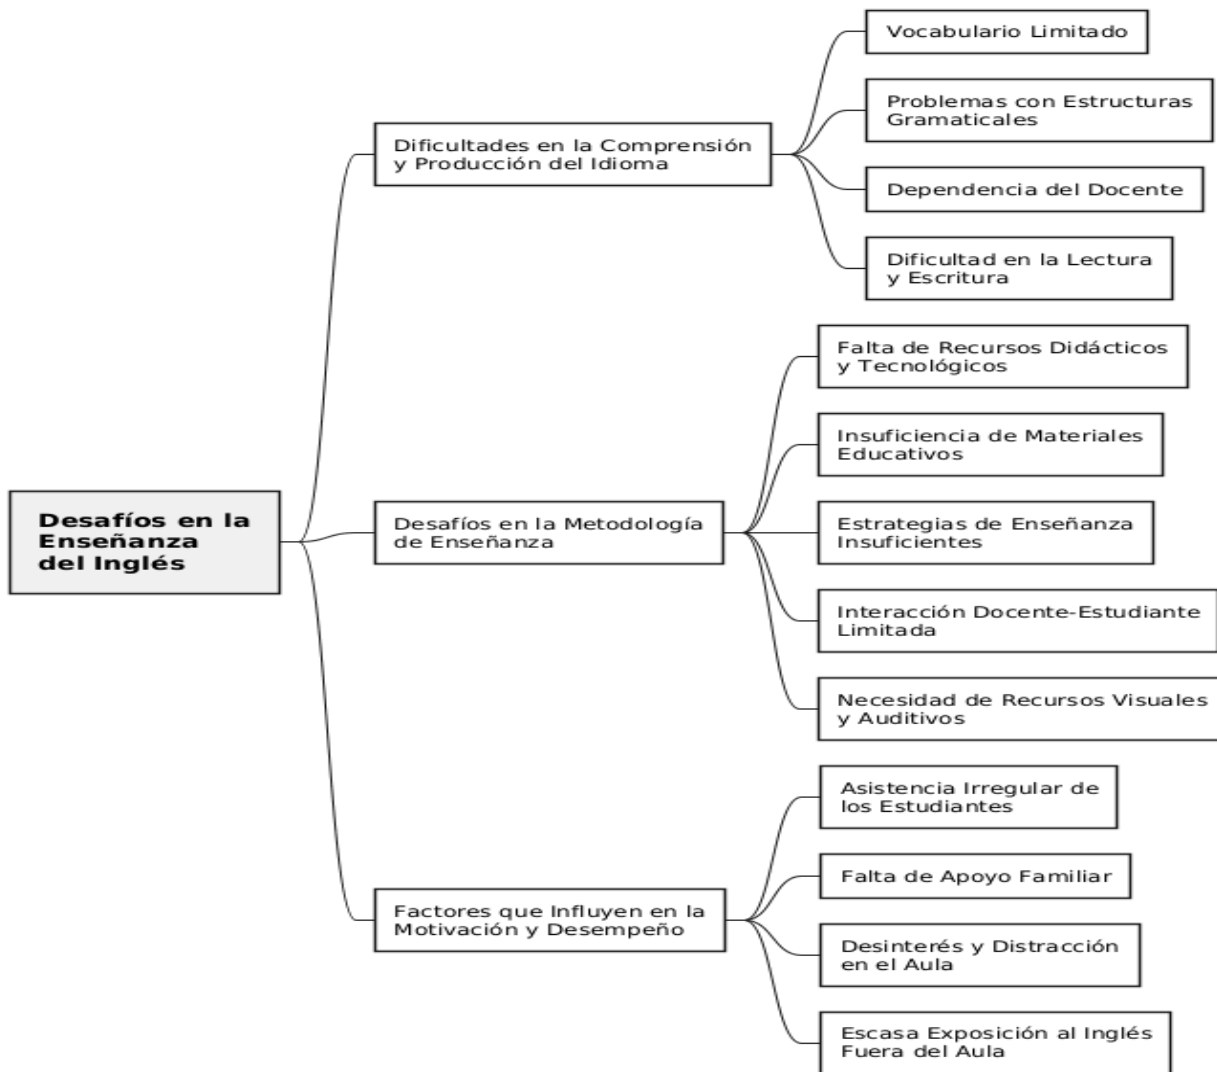 Desafíos en la
Enseñanza
del Inglés
Dificultades en la Comprensión
y Producción del Idioma
Vocabulario Limitado
Problemas con Estructuras
Gramaticales
Dependencia del Docente
Dificultad en la Lectura
y Escritura
Desafíos en la Metodología
de Enseñanza
Falta de Recursos Didácticos
y Tecnológicos
Insuficiencia de Materiales
Educativos
Estrategias de Enseñanza
Insuficientes
Interacción Docente-Estudiante
Limitada
Necesidad de Recursos Visuales
y Auditivos
Factores que Influyen en la
Motivación y Desempeño
Asistencia Irregular de
los Estudiantes
Falta de Apoyo Familiar
Desinterés y Distracción
en el Aula
Escasa Exposición al Inglés
Fuera del Aula